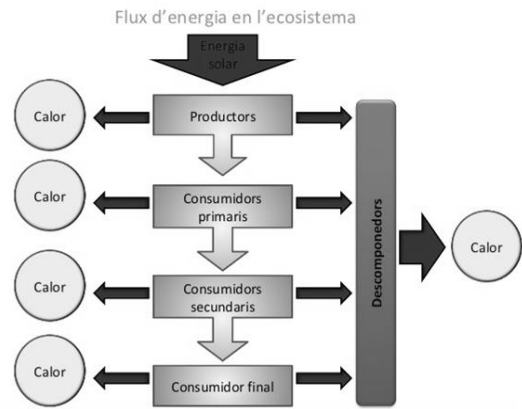 Flux d'energia en l'ecosistema
Energia
solar
Calor
Productors
Calor
Consumidors
primaris
Calor
Consumidors
secundaris
Calor
Consumidor final
Descomponedors
Calor